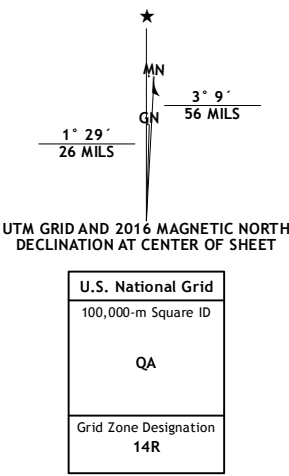 ★
MN
3° 9´
56 MILS
GN
1° 29´
26 MILS
UTM GRID AND 2016 MAGNETIC NORTH
DECLINATION AT CENTER OF SHEET
U.S. National Grid
100,000-m Square ID
QA
Grid Zone Designation
14R